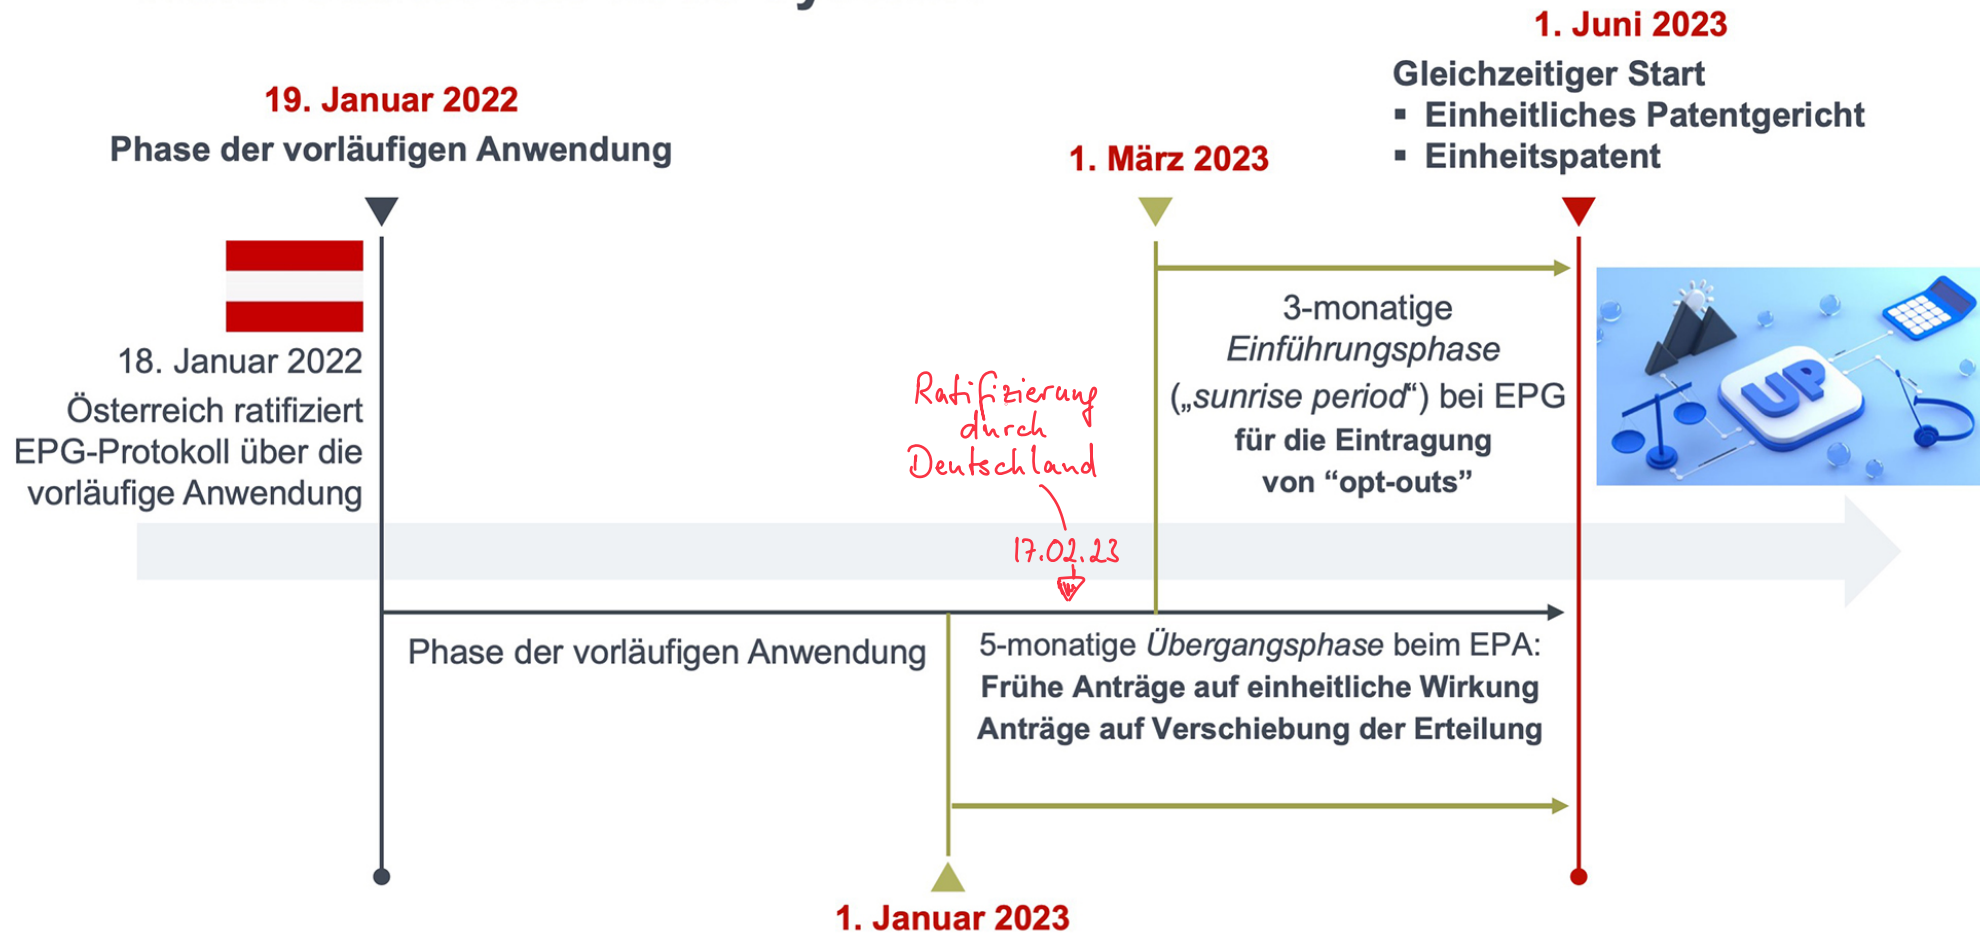 19. Januar 2022
Phase der vorläufigen Anwendung
18. Januar 2022
Österreich ratifiziert
EPG-Protokoll über die
vorläufige Anwendung
1. März 2023
1. Juni 2023
Gleichzeitiger Start
▪ Einheitliches Patentgericht
▪ Einheitspatent
3-monatige
Einführungsphase
(„sunrise period“) bei EPG
für die Eintragung
von “opt-outs”
UP
Ratifizierung
durch
Deutschland
17.02.23
Phase der vorläufigen Anwendung
5-monatige Übergangsphase beim EPA:
Frühe Anträge auf einheitliche Wirkung
Anträge auf Verschiebung der Erteilung
1. Januar 2023